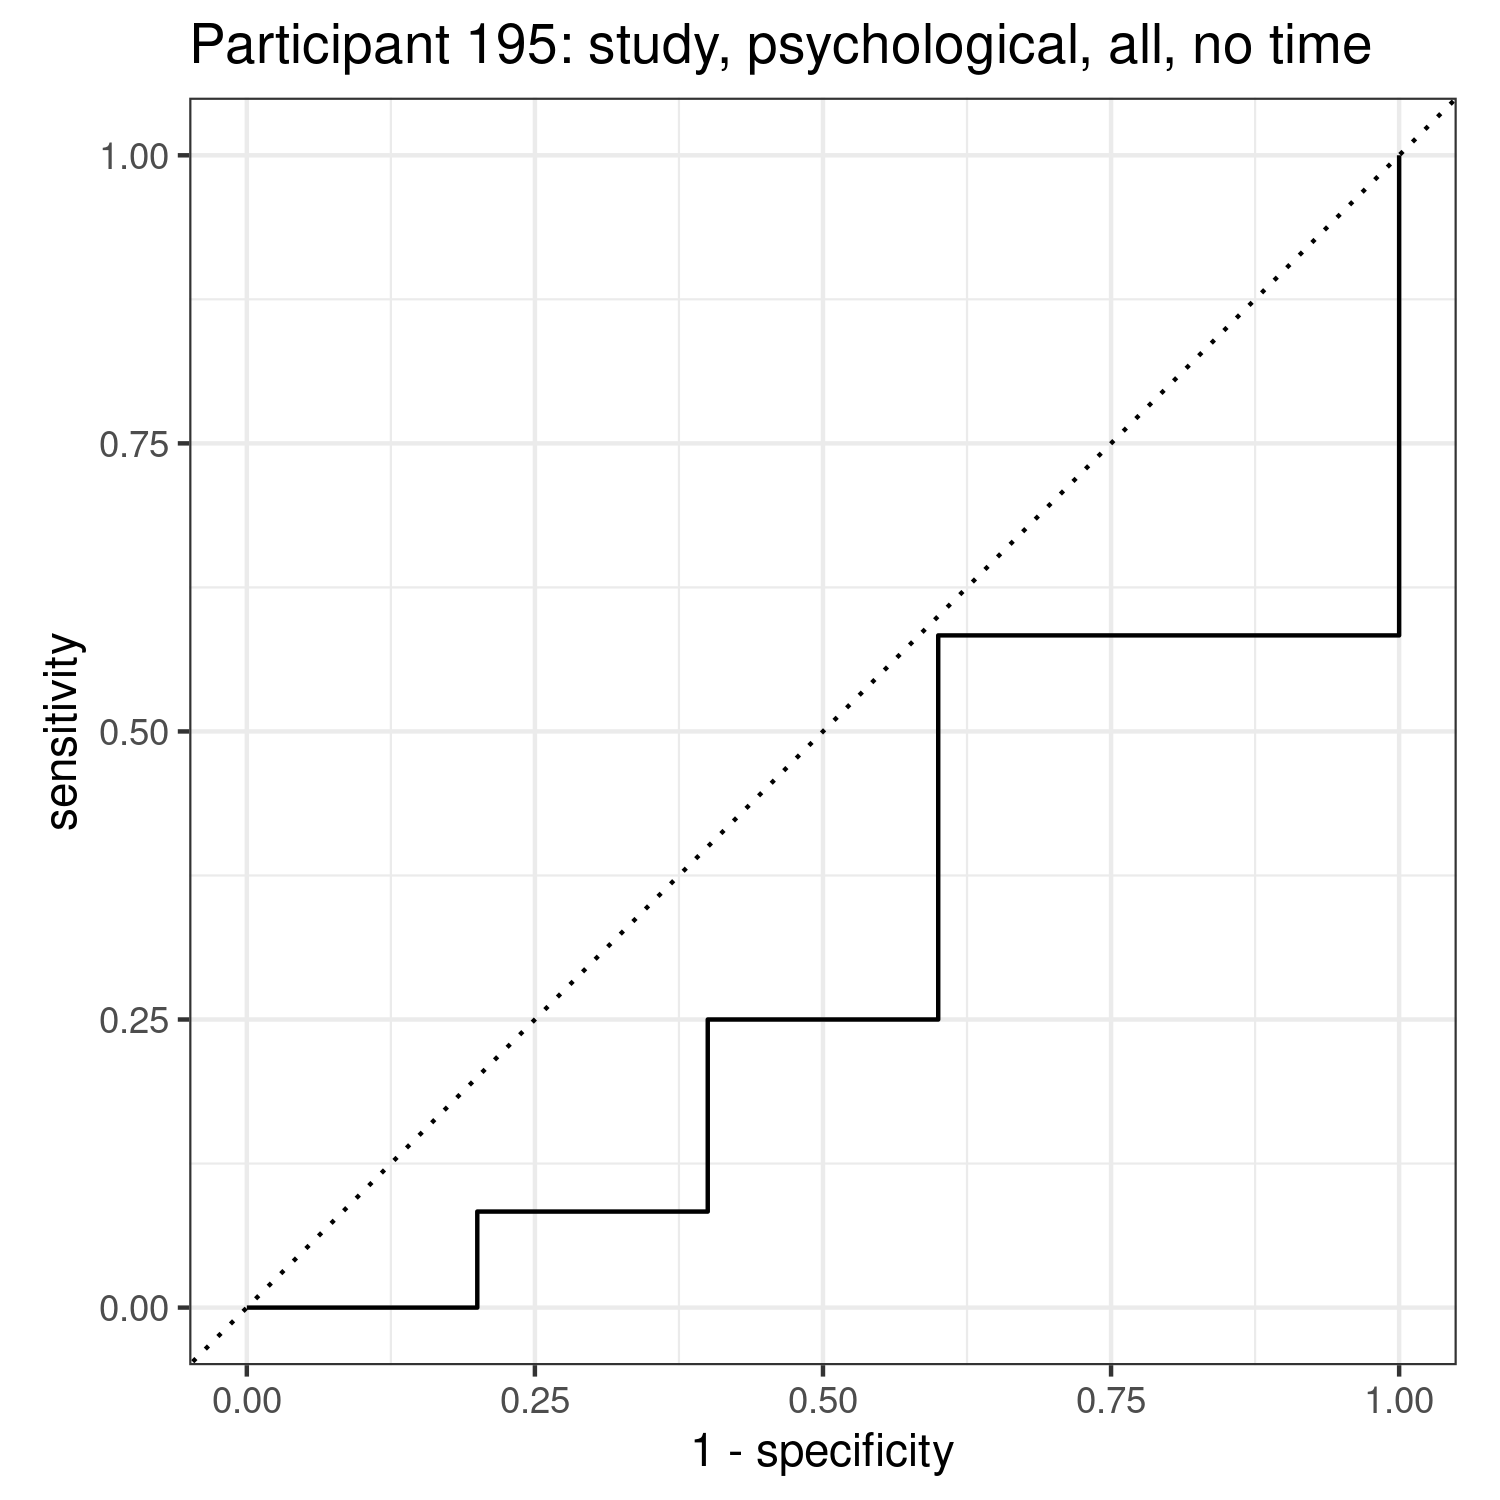 Participant 195: study, psychological, all, no time
1.00
0.75
0.50
0.25
0.00
sensitivity
0.00 0.25 0.50 0.75 1.00
1 - specificity